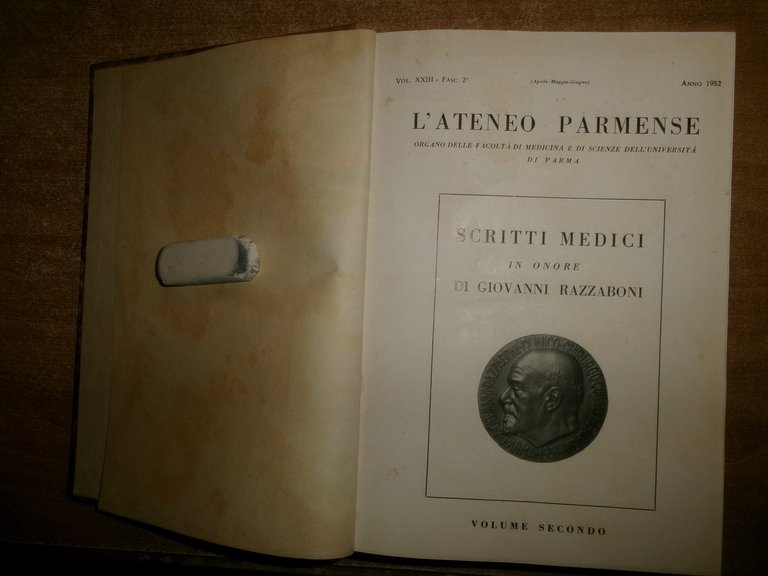 VOL. XXIII - FASC. 2°
(Aprile-Maggio-Giugno)
ANNO 1952
L'ATENEO PARMENSE
ORGANO DELLE FACOLTÀ DI MEDICINA E DI SCIENZE DELL'UNIVERSITÀ
DI PARMA
SCRITTI MEDICI
IN ONORE
DI GIOVANNI RAZZABONI
VOLUME SECONDO